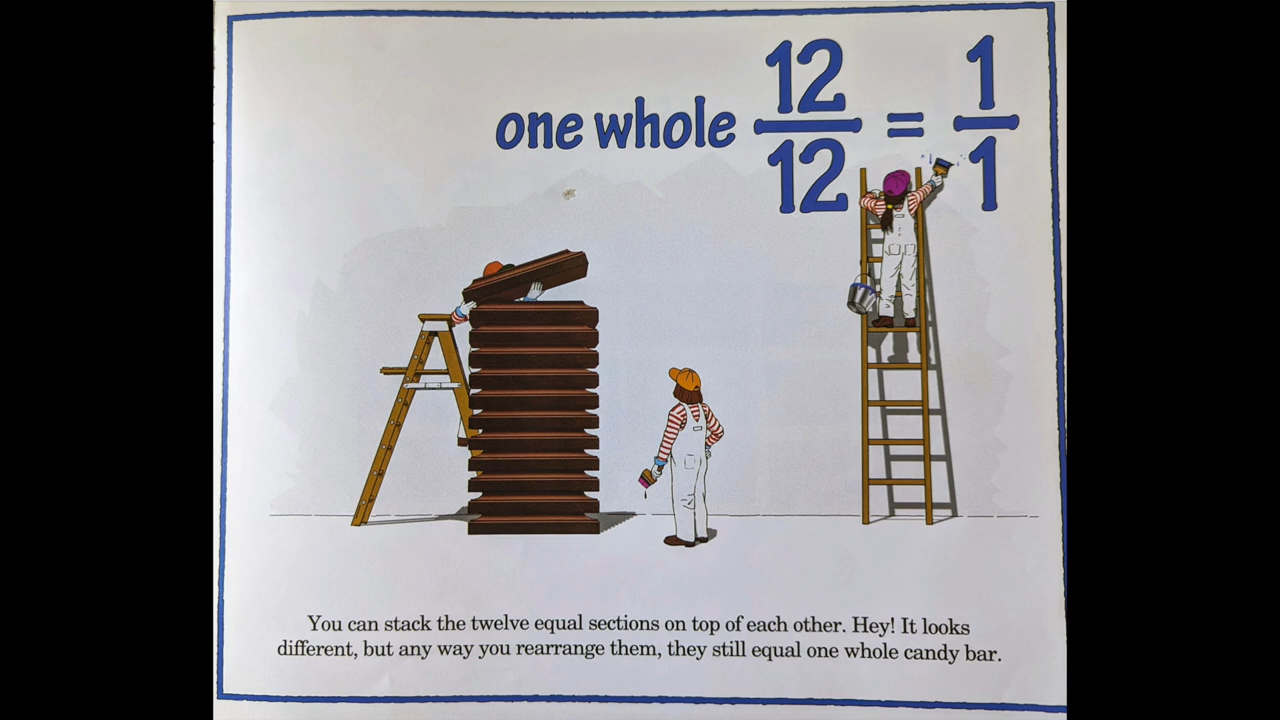 one whole 12/12 = 1/1
You can stack the twelve equal sections on top of each other. Hey! It looks
different, but any way you rearrange them, they still equal one whole candy bar.